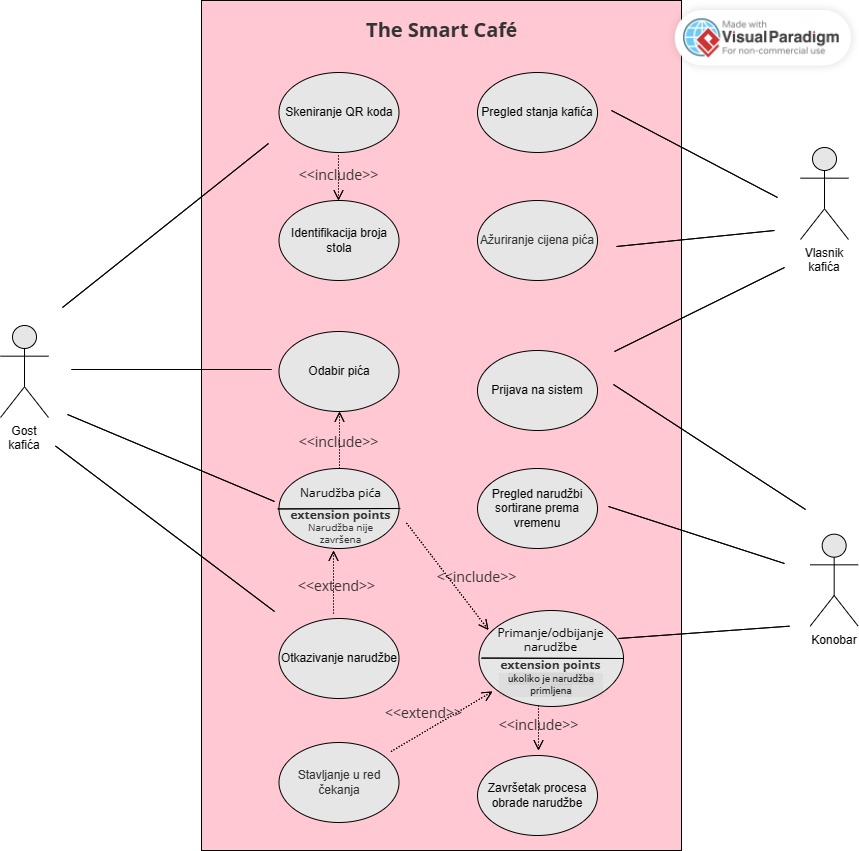 The Smart Café
Made with
VisualParadigm
For non-commercial use
Skeniranje QR koda
Pregled stanja kafića
<<include>>
Identifikacija broja
stola
Ažuriranje cijena pića
Vlasnik
kafića
Odabir pića
Prijava na sistem
Gost
kafića
<<include>>
Narudžba pića
extension points
Narudžba nije
završena
Pregled narudžbi
sortirane prema
vremenu
<<include>>
<<extend>>
Konobar
Otkazivanje narudžbe
Primanje/odbijanje
narudžbe
extension points
ukoliko je narudžba
primljena
<<extend>>
<<include>>
Stavljanje u red
čekanja
Završetak procesa
obrade narudžbe